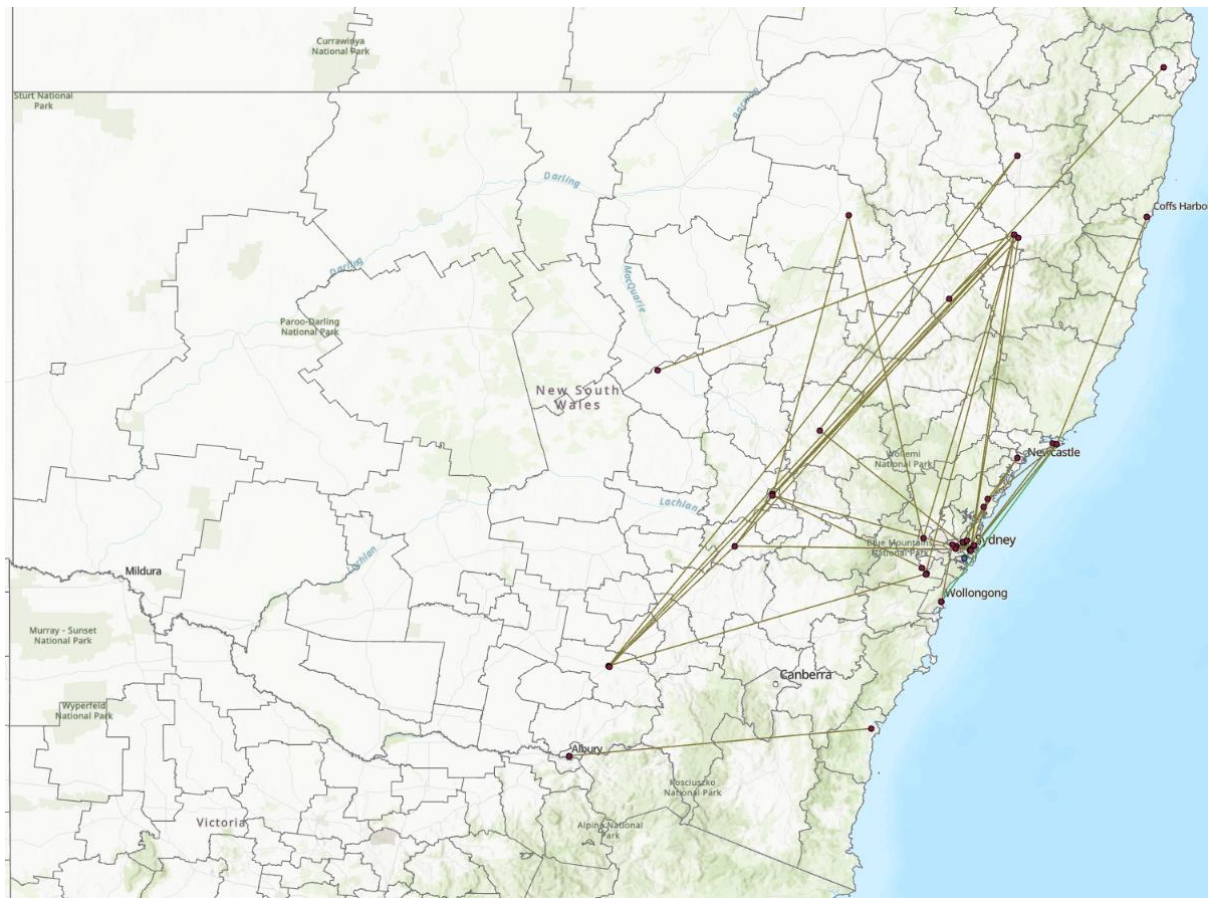 Currawinya
National Park
Sturt National
Park
Barwon
Darling
Coffs Harbo
Darling
MacQuarie
Paroo-Darling
National Park
New South
Wales
Wollemi
National Park
Newcastle
Lachlan
Sydney
Blue Mountains
National Park
Lachlan
Mildura
Wollongong
Murray - Sunset
National Park
Canberra
Wyperfeld
National Park
Albury
Kosciuszko
National Park
Victoria
Alpine National
Park